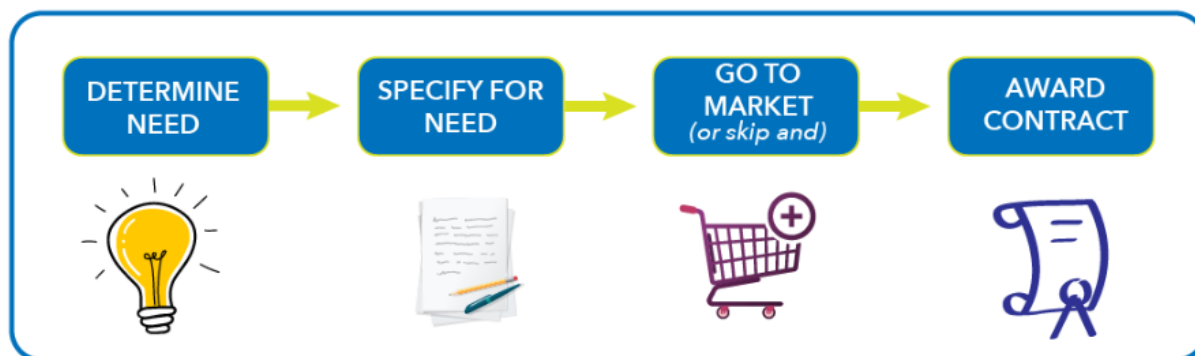 DETERMINE
NEED
SPECIFY FOR
NEED
GO TO
MARKET
(or skip and)
AWARD
CONTRACT